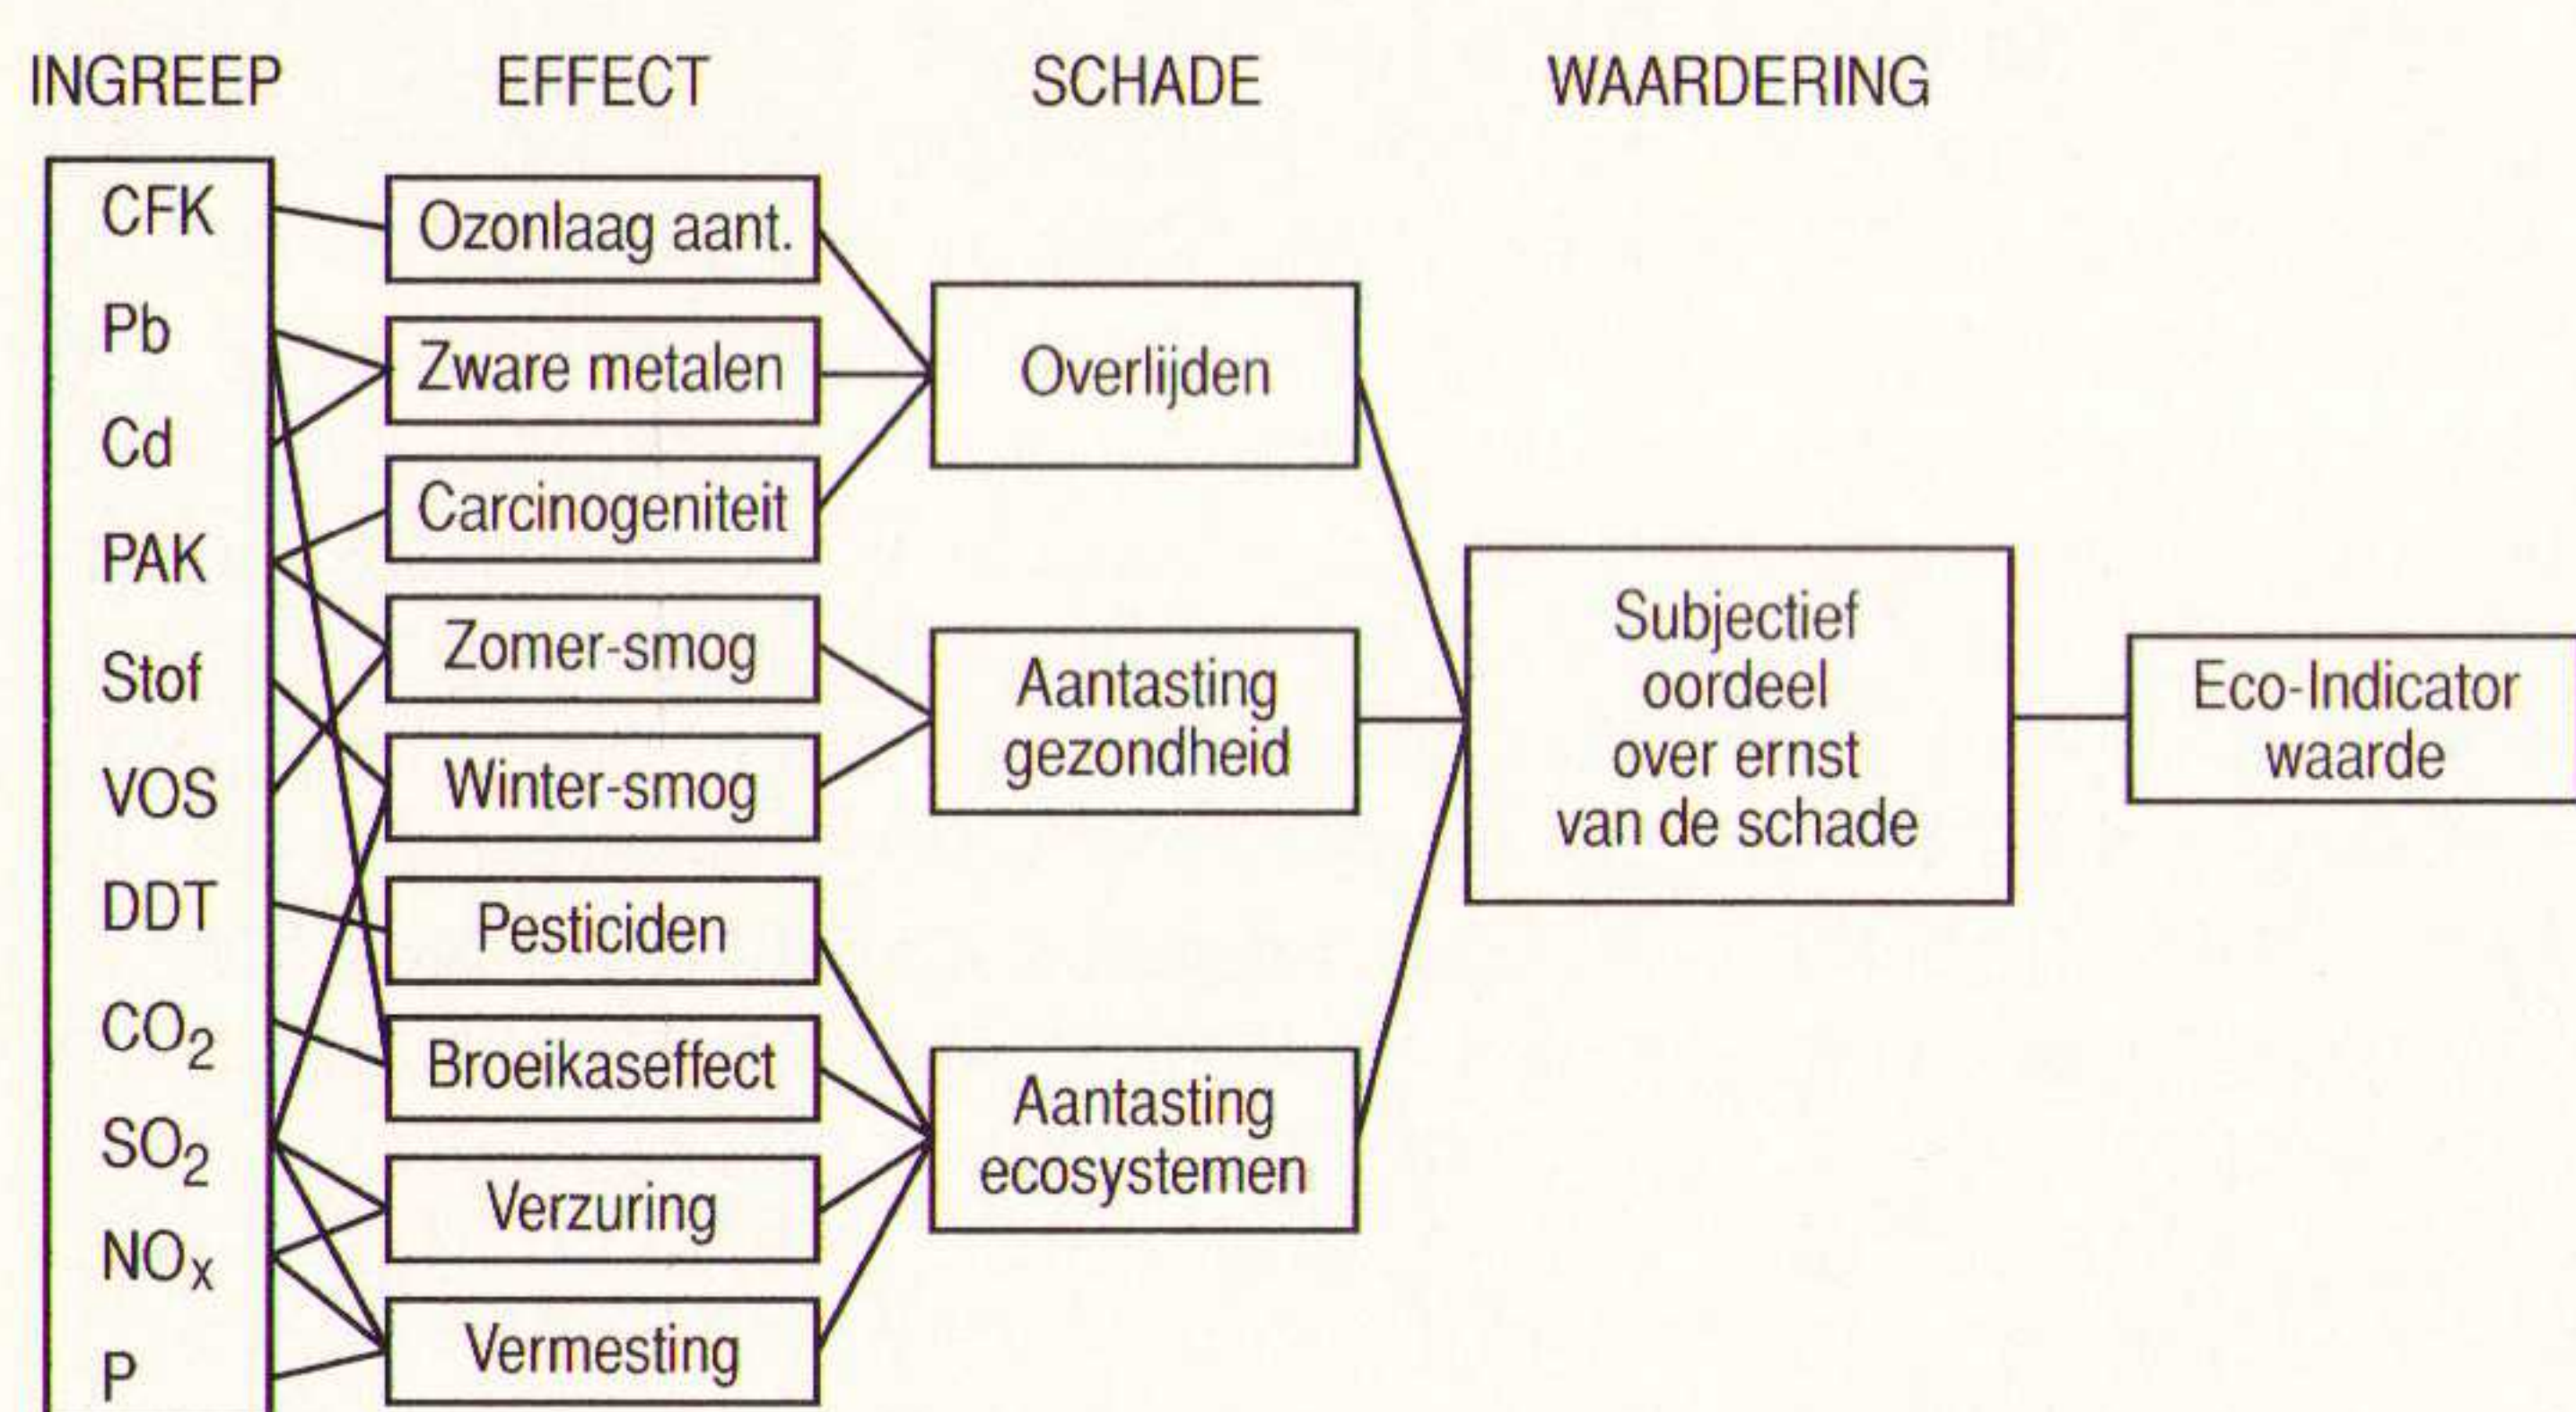 INGREEP
EFFECT
SCHADE
WAARDERING
CFK
Pb
Cd
PAK
Stof
VOS
DDT
CO₂
SO₂
NOₓ
P
Ozonlaag aant.
Zware metalen
Carcinogeniteit
Zomer-smog
Winter-smog
Pesticiden
Broeikaseffect
Verzuring
Vermesting
Overlijden
Aantasting
gezondheid
Aantasting
ecosystemen
Subjectief
oordeel
over ernst
van de schade
Eco-Indicator
waarde